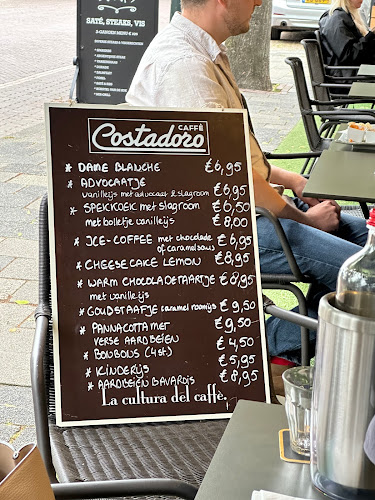 SATÉ, STEAKS, VIS
CAFFÈ
Costadoro
* DAME BLANCHE €6,95
* ADVOCAATJE
vanilleijs met advocaat & slagroom €6,95
* SPEKKOEK met slagroom €6,50
met bolletje vanilleijs €8,00
* ICE-COFFEE met chocolade of caramelsaus €6,95
* CHEESECAKE LEMON €8,95
* WARM CHOCOLADETAARTJE €8,95
met vanilleijs
* GOUDSTAAFJE caramel roomijs €9,50
* PANNACOTTA met €9,50
VERSE AARDBEIEN
* BONBONS (4st) €4,50
* KINDERIJS €5,95
* AARDBEIEN BAVAROIS €8,95
La cultura del caffè.